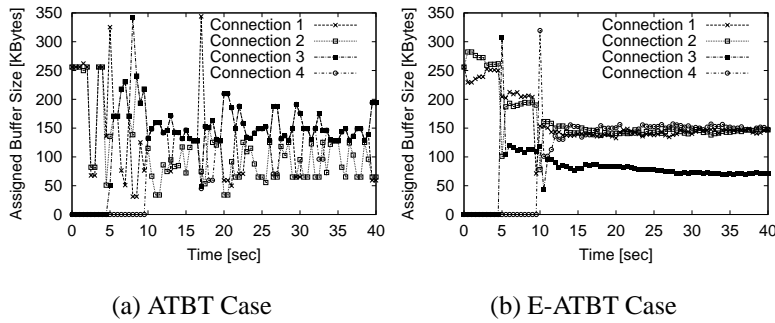 350
300
250
200
150
100
50
0
Assigned Buffer Size [KBytes]
Connection 1
Connection 2
Connection 3
Connection 4
0 5 10 15 20 25 30 35 40
Time [sec]
(a) ATBT Case
350
300
250
200
150
100
50
0
Assigned Buffer Size [KBytes]
Connection 1
Connection 2
Connection 3
Connection 4
0 5 10 15 20 25 30 35 40
Time [sec]
(b) E-ATBT Case